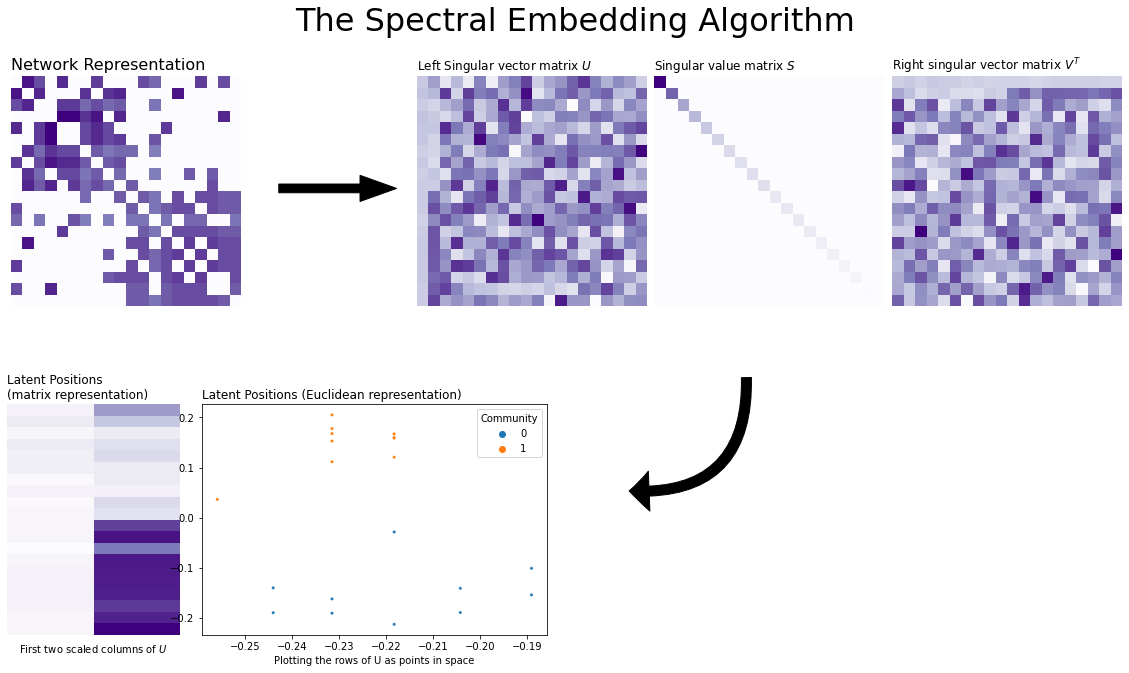 The Spectral Embedding Algorithm
Network Representation
Left Singular vector matrix U
Singular value matrix S
Right singular vector matrix V^T
Latent Positions
(matrix representation)
First two scaled columns of U
Latent Positions (Euclidean representation)
Community
0
1
0.2
0.1
0.0
−0.1
−0.2
−0.25
−0.24
−0.23
−0.22
−0.21
−0.20
−0.19
Plotting the rows of U as points in space